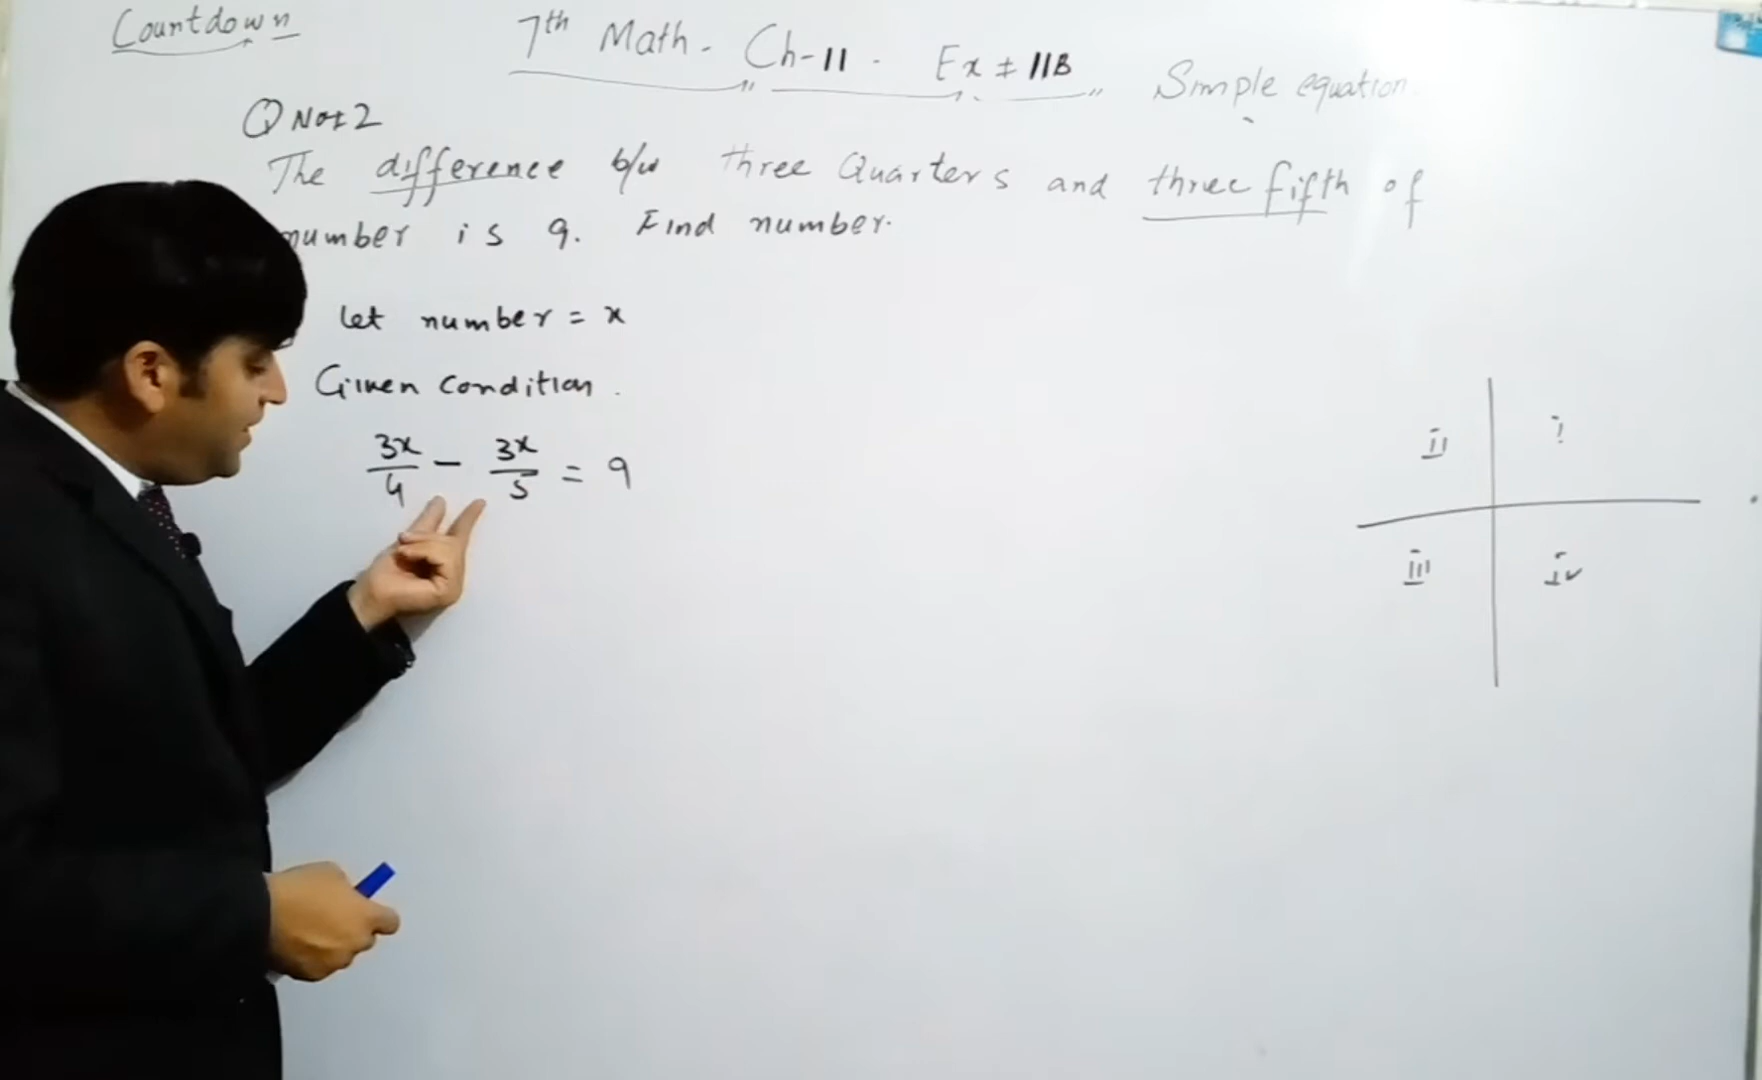 Countdown
7th Math - Ch-11 . Ex # 11B Simple equation.
Q No # 2
The difference b/w three Quarters and three fifth of
number is 9. Find number.
Let number = x
Given Condition.
3x/4 - 3x/5 = 9
ii i
iii iv